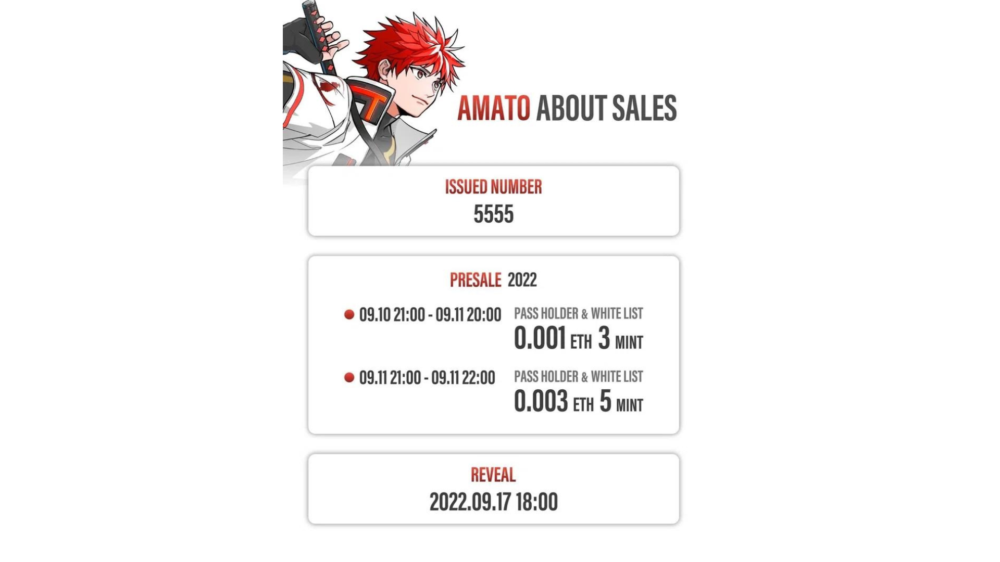 AMATO ABOUT SALES
ISSUED NUMBER
5555
PRESALE 2022
09.10 21:00 - 09.11 20:00 PASS HOLDER & WHITE LIST
0.001 ETH 3 MINT
09.11 21:00 - 09.11 22:00 PASS HOLDER & WHITE LIST
0.003 ETH 5 MINT
REVEAL
2022.09.17 18:00